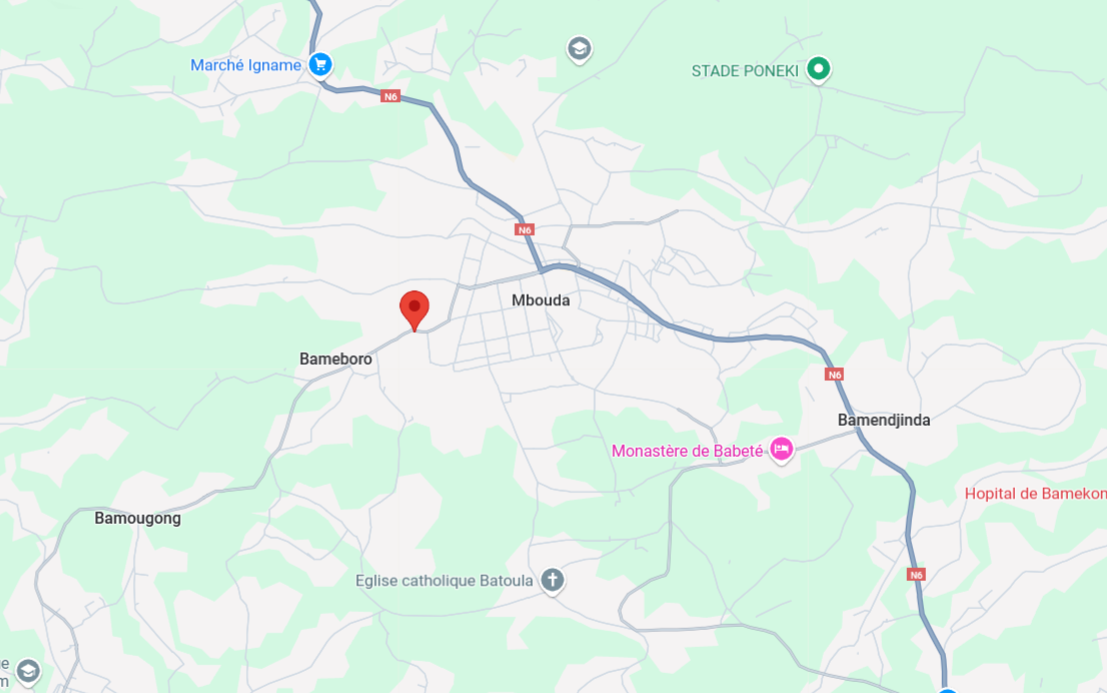 Marché Igname
STADE PONEKI
N6
N6
Mbouda
Bameboro
N6
Bamendjinda
Monastère de Babeté
Hopital de Bamekon
Bamougong
N6
Eglise catholique Batoula
e
m